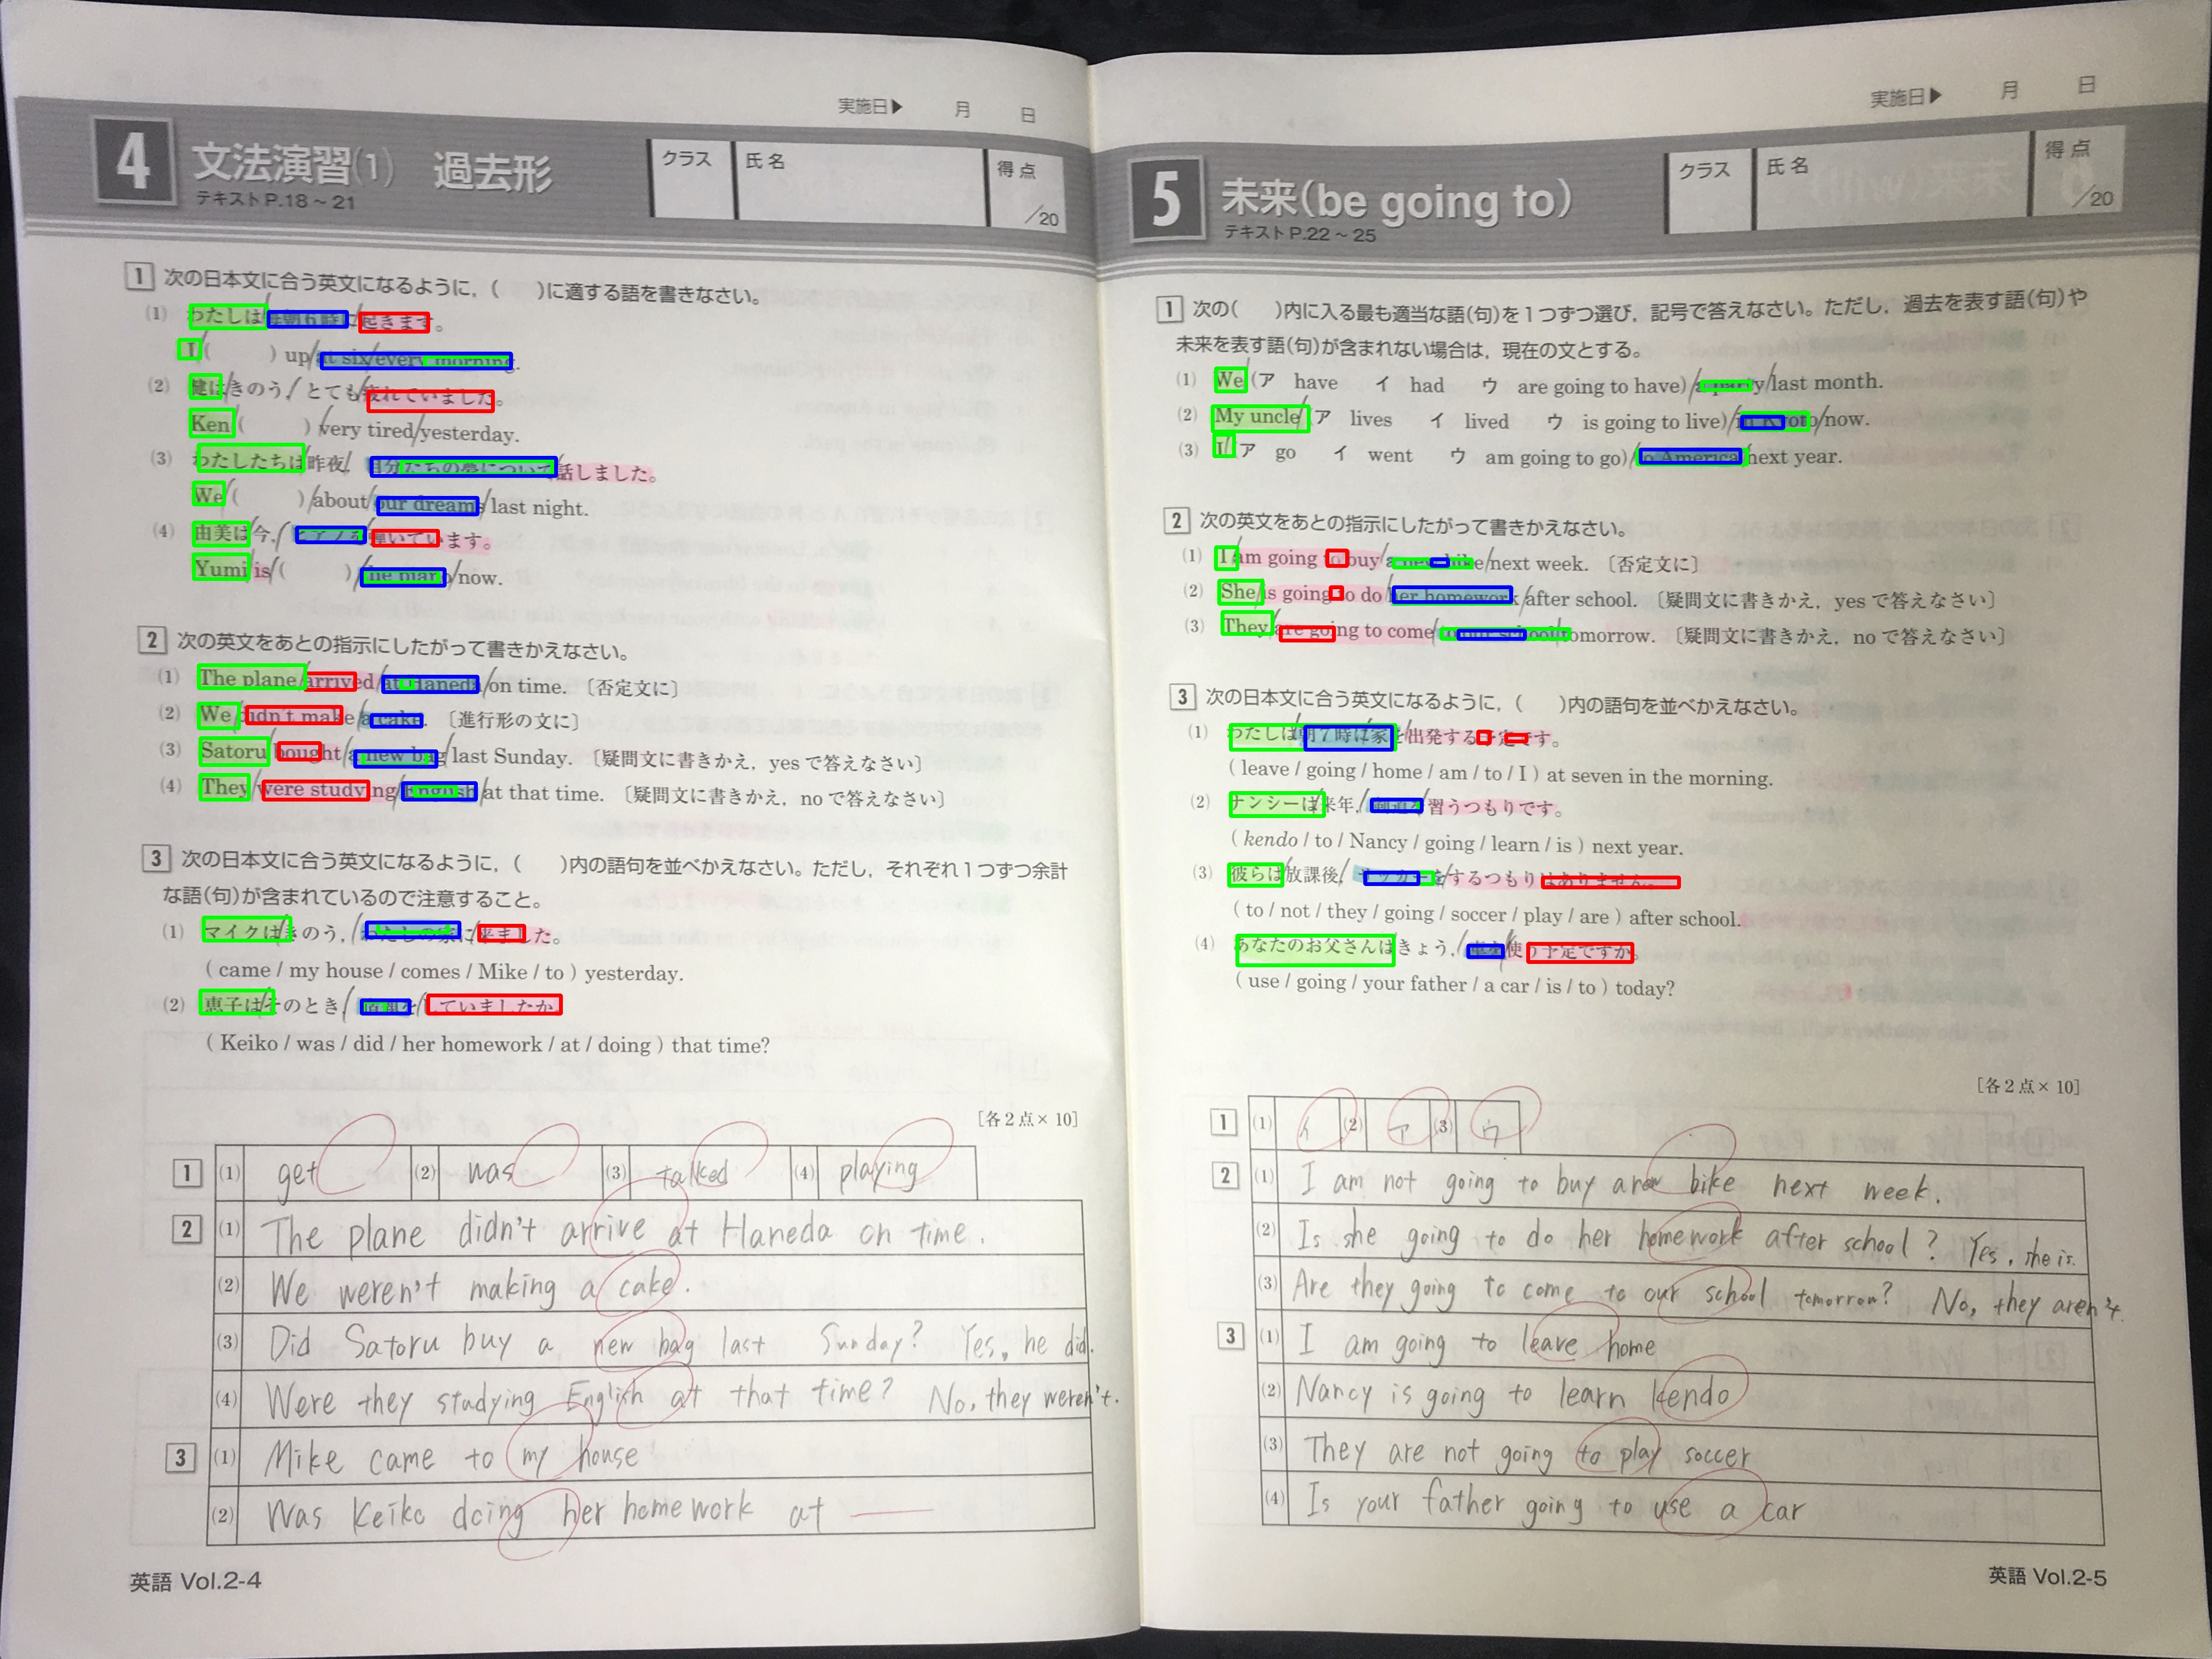 実施日▶ 月 日
4 文法演習(1) 過去形
テキストP.18～21
クラス 氏名 得点 /20
1 次の日本文に合う英文になるように，( )に適する語を書きなさい。
(1) わたしは/毎朝6時に起きます。
I ( ) up/at six/every morning.
(2) 健は/きのう,/とても/疲れていました。
Ken ( ) very tired/yesterday.
(3) わたしたちは昨夜/自分たちの夢について/話しました。
We ( )/about/our dreams/last night.
(4) 由美は/今,/ピアノを/弾いています。
Yumi is/( )/the piano/now.
2 次の英文をあとの指示にしたがって書きかえなさい。
(1) The plane/arrived/at Haneda/on time. 〔否定文に〕
(2) We didn't make/a cake. 〔進行形の文に〕
(3) Satoru/bought/a new bag/last Sunday. 〔疑問文に書きかえ，yesで答えなさい〕
(4) They/were studying/English/at that time. 〔疑問文に書きかえ，noで答えなさい〕
3 次の日本文に合う英文になるように，( )内の語句を並べかえなさい。ただし，それぞれ1つずつ余計
な語(句)が含まれているので注意すること。
(1) マイクは/きのう,/わたしの家に/来ました。
( came / my house / comes / Mike / to ) yesterday.
(2) 恵子は/そのとき/宿題を/していましたか。
( Keiko / was / did / her homework / at / doing ) that time?
[各2点×10]
1 (1) get (2) was (3) talked (4) playing
2 (1) The plane didn't arrive at Haneda on time.
(2) We weren't making a cake.
(3) Did Satoru buy a new bag last Sunday? Yes, he did.
(4) Were they studying English at that time? No, they weren't.
3 (1) Mike came to my house
(2) Was Keiko doing her homework at
英語 Vol.2-4
実施日▶ 月 日
5 未来(be going to)
テキストP.22～25
クラス 氏名 得点 /20
1 次の( )内に入る最も適当な語(句)を1つずつ選び，記号で答えなさい。ただし，過去を表す語(句)や
未来を表す語(句)が含まれない場合は，現在の文とする。
(1) We (ア have イ had ウ are going to have)/a party/last month.
(2) My uncle/(ア lives イ lived ウ is going to live)/in Kyoto/now.
(3) I/(ア go イ went ウ am going to go)/to America/next year.
2 次の英文をあとの指示にしたがって書きかえなさい。
(1) I/am going to buy/a new bike/next week. 〔否定文に〕
(2) She/is going to do/her homework/after school. 〔疑問文に書きかえ，yesで答えなさい〕
(3) They/are going to come/to our school/tomorrow. 〔疑問文に書きかえ，noで答えなさい〕
3 次の日本文に合う英文になるように，( )内の語句を並べかえなさい。
(1) わたしは/朝7時に/家を/出発する予定です。
( leave / going / home / am / to / I ) at seven in the morning.
(2) ナンシーは/来年,/剣道を/習うつもりです。
( kendo / to / Nancy / going / learn / is ) next year.
(3) 彼らは/放課後/サッカーを/するつもりはありません。
( to / not / they / going / soccer / play / are ) after school.
(4) あなたのお父さんは/きょう,/車を/使う予定ですか。
( use / going / your father / a car / is / to ) today?
[各2点×10]
1 (1) イ (2) ア (3) ウ
2 (1) I am not going to buy a new bike next week.
(2) Is she going to do her homework after school? Yes, she is.
(3) Are they going to come to our school tomorrow? No, they aren't.
3 (1) I am going to leave home
(2) Nancy is going to learn kendo
(3) They are not going to play soccer
(4) Is your father going to use a car
英語 Vol.2-5